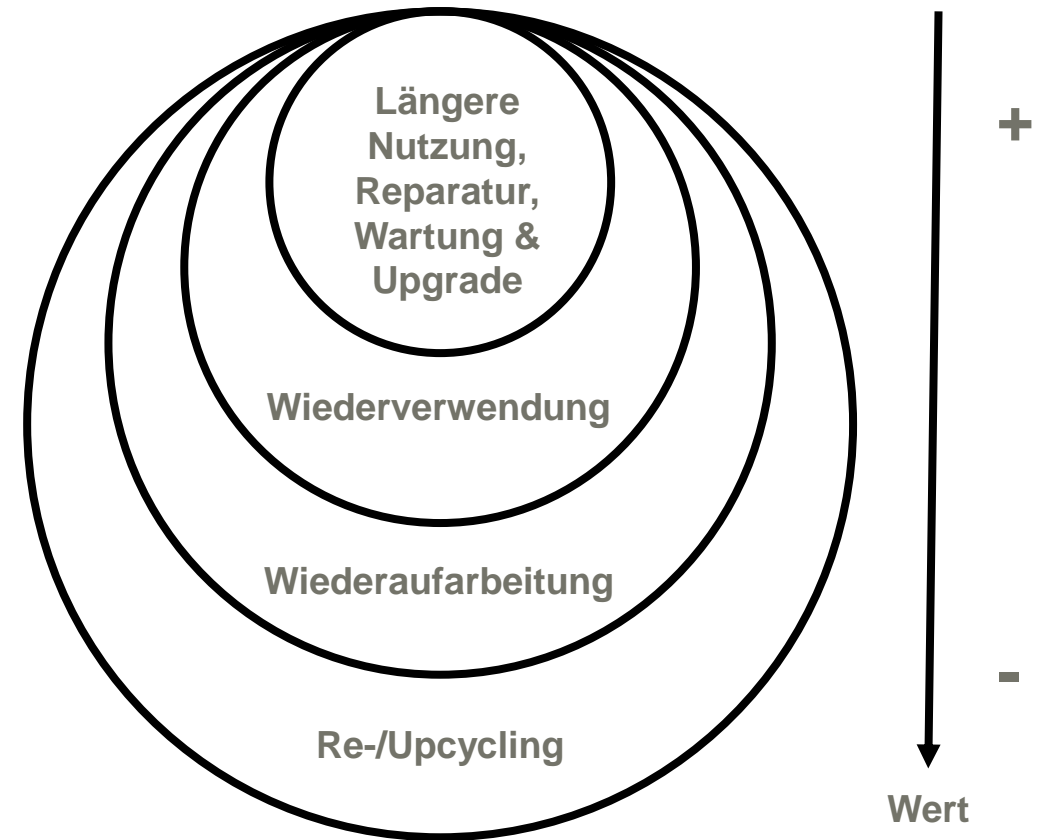 Längere
Nutzung,
Reparatur,
Wartung &
Upgrade
Wiederverwendung
Wiederaufarbeitung
Re-/Upcycling
+
-
Wert